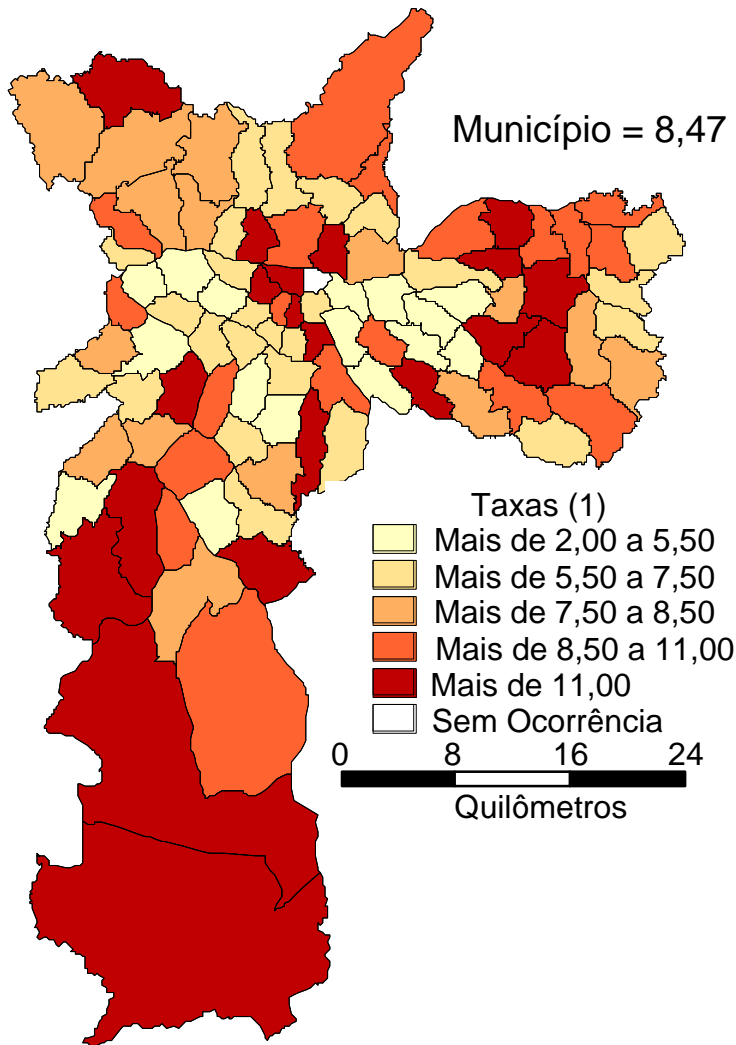 Município = 8,47
Taxas (1)
Mais de 2,00 a 5,50
Mais de 5,50 a 7,50
Mais de 7,50 a 8,50
Mais de 8,50 a 11,00
Mais de 11,00
Sem Ocorrência
0 8 16 24
Quilômetros